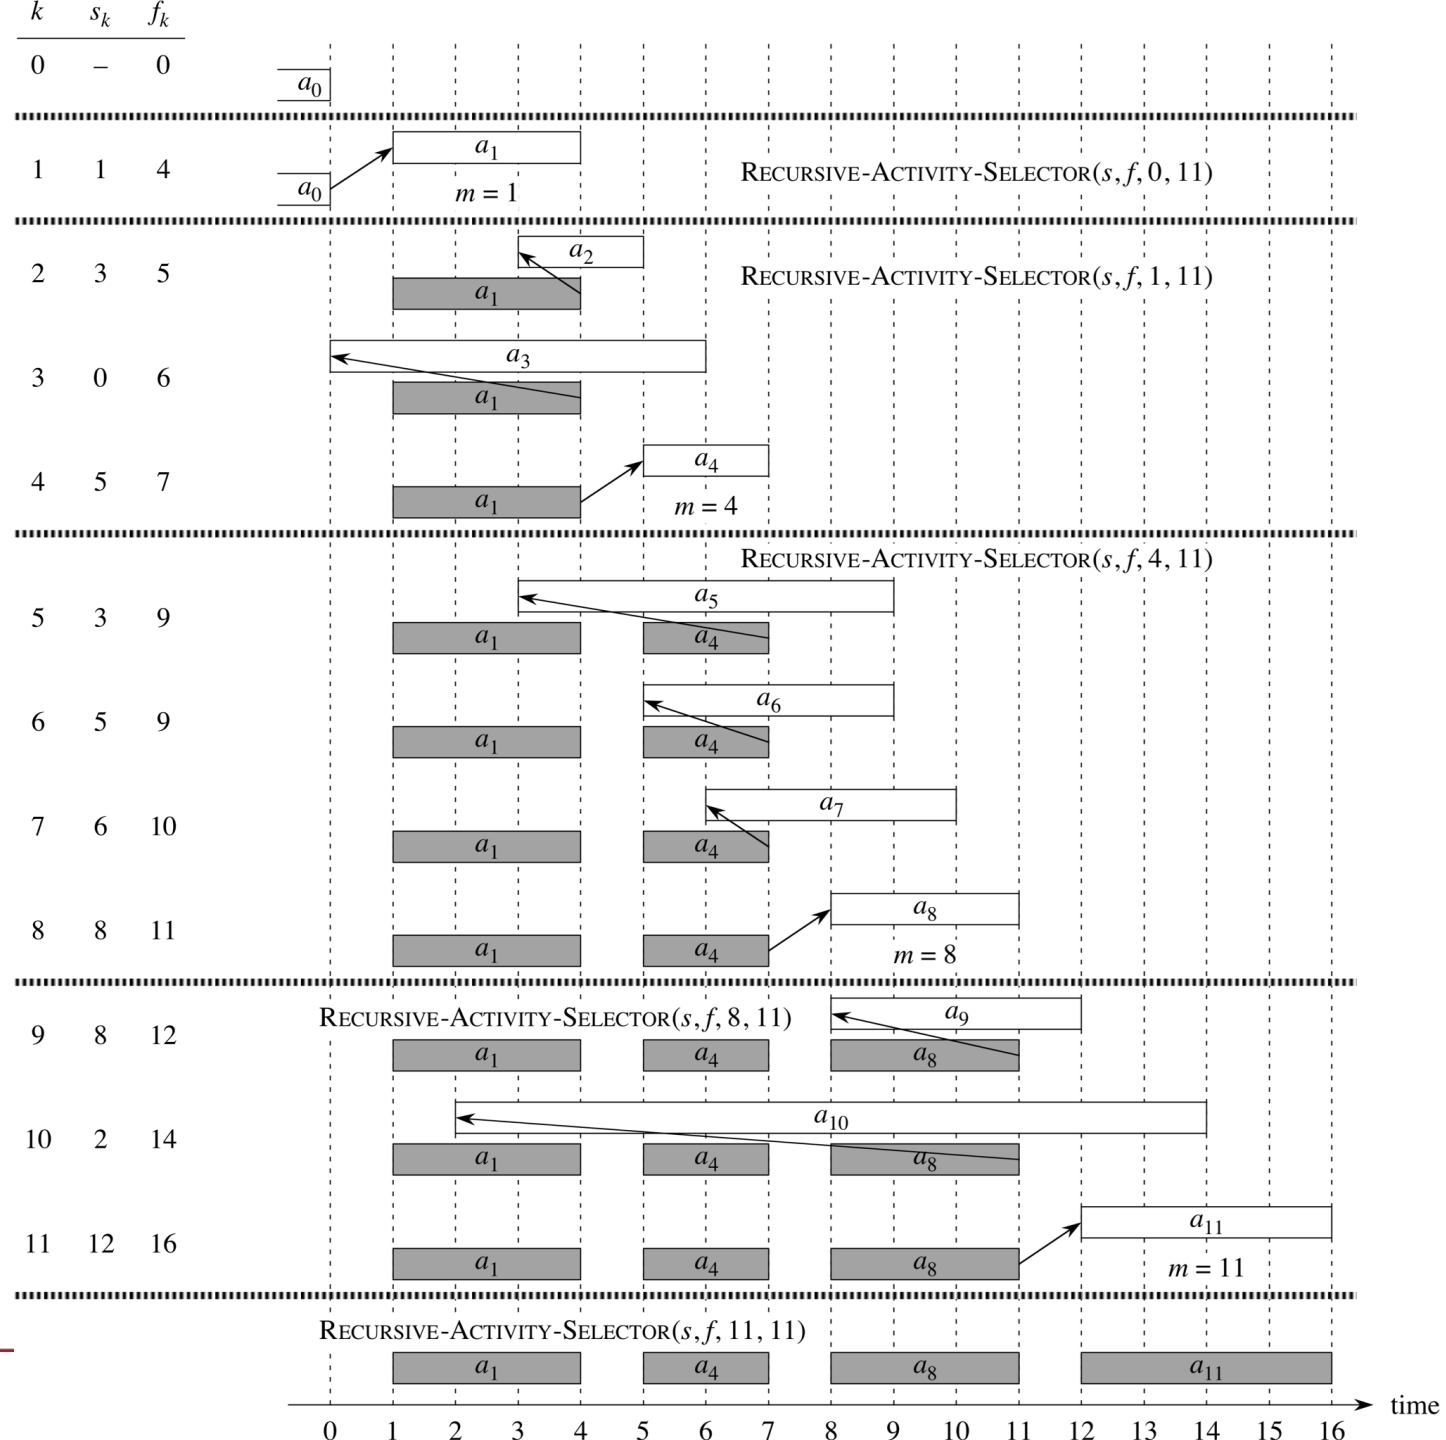 k s_k f_k
0 – 0
a_0
a_1
1 1 4 RECURSIVE-ACTIVITY-SELECTOR(s, f, 0, 11)
a_0 m = 1
a_2
2 3 5 RECURSIVE-ACTIVITY-SELECTOR(s, f, 1, 11)
a_1
a_3
3 0 6
a_1
a_4
4 5 7
a_1 m = 4
RECURSIVE-ACTIVITY-SELECTOR(s, f, 4, 11)
a_5
5 3 9
a_1 a_4
a_6
6 5 9
a_1 a_4
a_7
7 6 10
a_1 a_4
a_8
8 8 11
a_1 a_4 m = 8
RECURSIVE-ACTIVITY-SELECTOR(s, f, 8, 11) a_9
9 8 12
a_1 a_4 a_8
a_10
10 2 14
a_1 a_4 a_8
a_11
11 12 16
a_1 a_4 a_8 m = 11
RECURSIVE-ACTIVITY-SELECTOR(s, f, 11, 11)
a_1 a_4 a_8 a_11
time
0 1 2 3 4 5 6 7 8 9 10 11 12 13 14 15 16